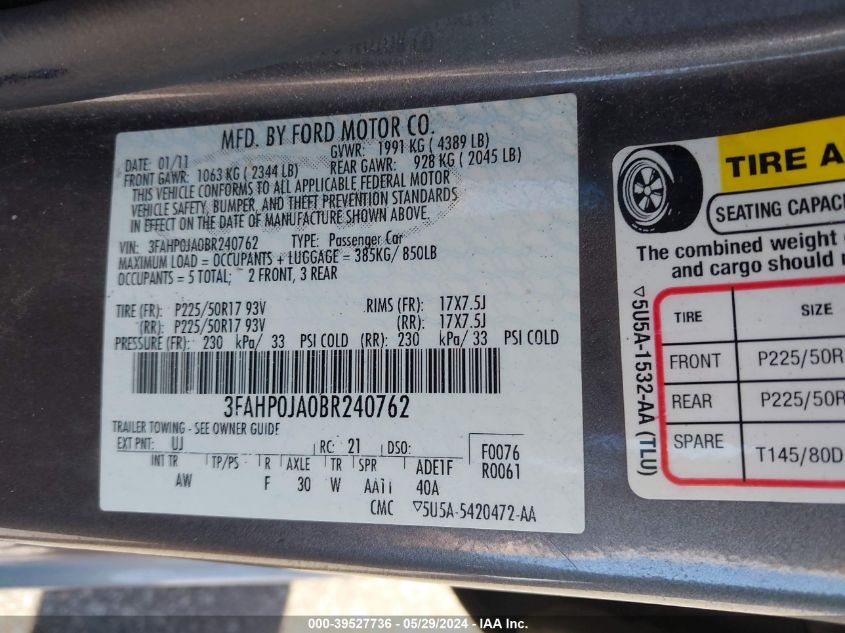 MFD. BY FORD MOTOR CO.
DATE: 01/11 GVWR: 1991 KG ( 4389 LB)
FRONT GAWR: 1063 KG ( 2344 LB) REAR GAWR: 928 KG ( 2045 LB)
THIS VEHICLE CONFORMS TO ALL APPLICABLE FEDERAL MOTOR
VEHICLE SAFETY, BUMPER, AND THEFT PREVENTION STANDARDS
IN EFFECT ON THE DATE OF MANUFACTURE SHOWN ABOVE.
VIN: 3FAHP0JA0BR240762 TYPE: Passenger Car
MAXIMUM LOAD = OCCUPANTS + LUGGAGE = 385KG/ 850LB
OCCUPANTS = 5 TOTAL; 2 FRONT, 3 REAR
TIRE (FR): P225/50R17 93V RIMS (FR): 17X7.5J
(RR): P225/50R17 93V (RR): 17X7.5J
PRESSURE (FR): 230 kPa/ 33 PSI COLD (RR): 230 kPa/ 33 PSI COLD
3FAHP0JA0BR240762
TRAILER TOWING - SEE OWNER GUIDE
EXT PNT: UJ RC: 21 DSO: F0076
INT TR TP/PS R AXLE TR SPR ADE1F R0061
AW F 30 W AA11 40A
CMC ▽5U5A-5420472-AA
TIRE A
SEATING CAPAC
The combined weight
and cargo should
▽5U5A-1532-AA (TLU)
TIRE SIZE
FRONT P225/50R
REAR P225/50R
SPARE T145/80D
000-39527736 - 05/29/2024 - IAA Inc.